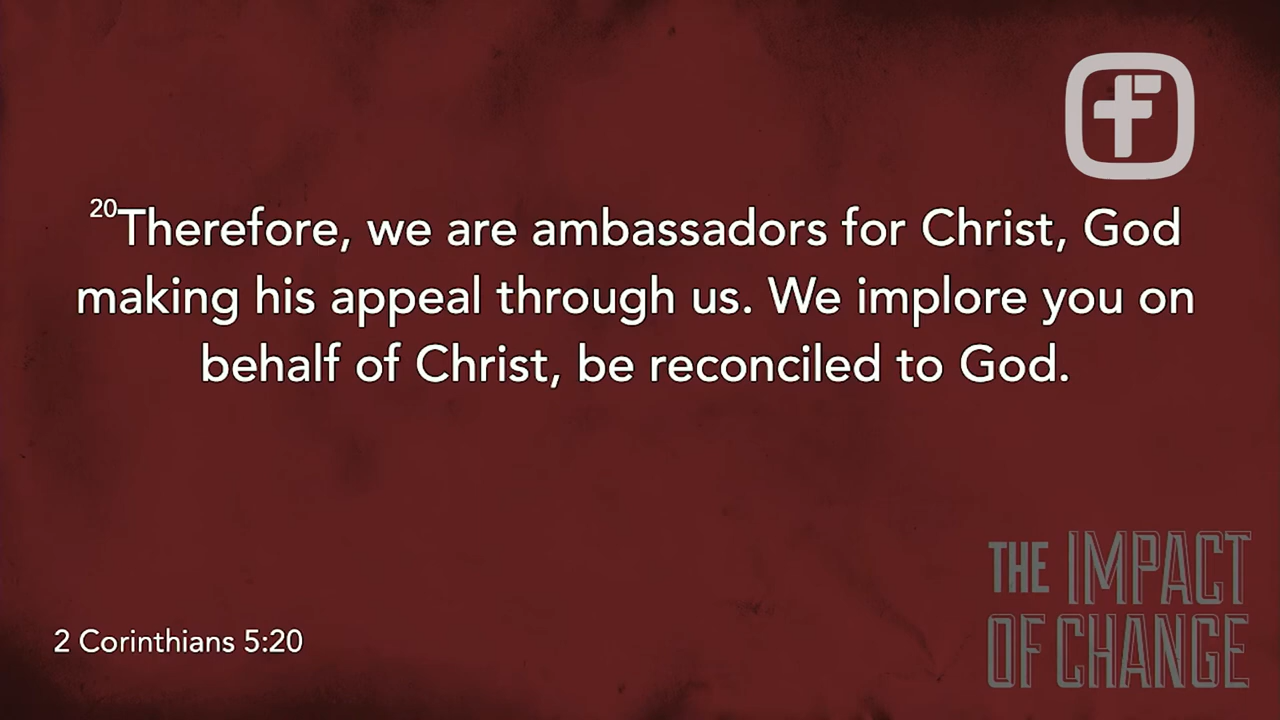 20Therefore, we are ambassadors for Christ, God
making his appeal through us. We implore you on
behalf of Christ, be reconciled to God.
2 Corinthians 5:20
THE IMPACT
OF CHANGE